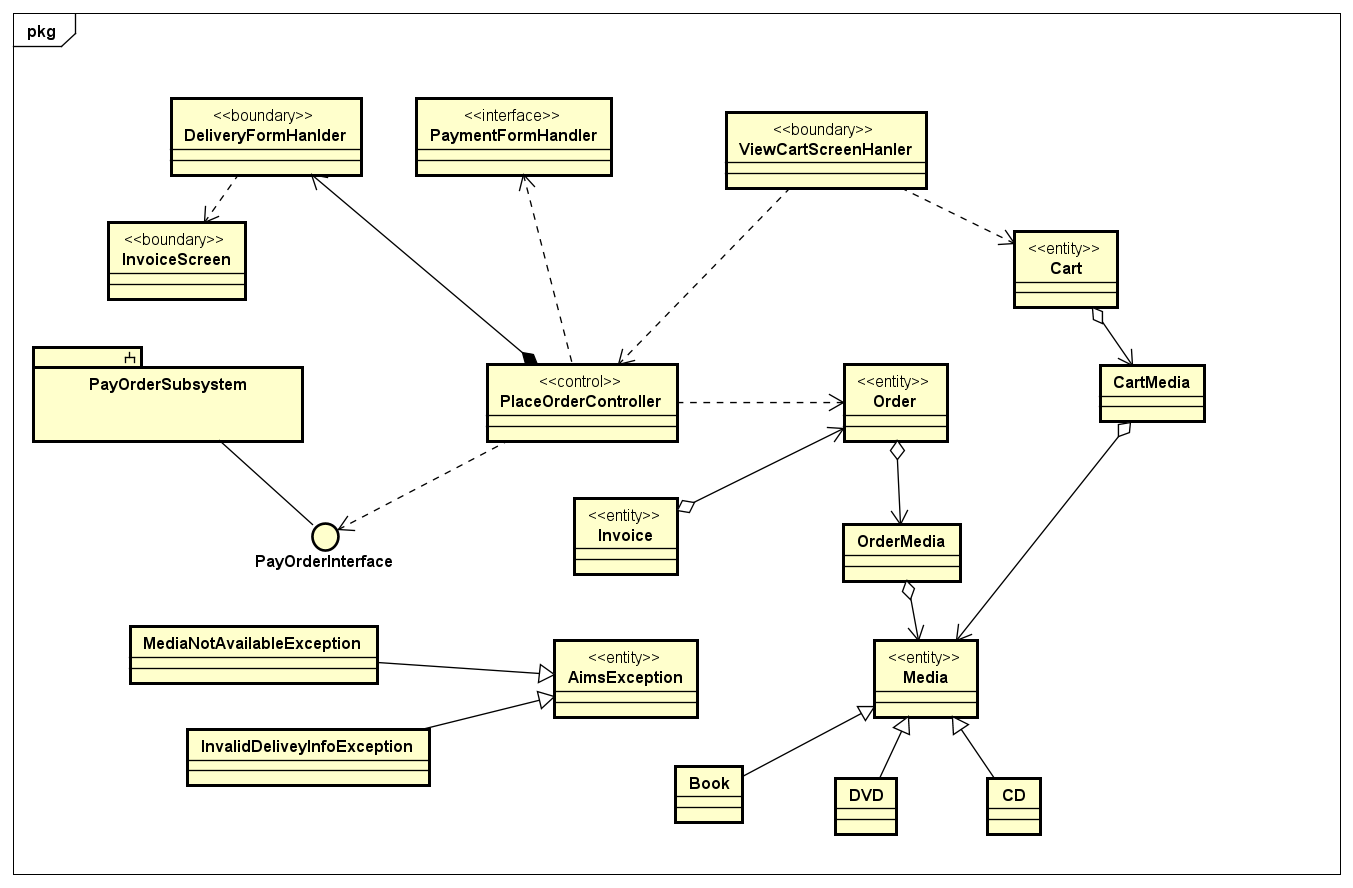 pkg
<<boundary>>
DeliveryFormHanlder
<<interface>>
PaymentFormHandler
<<boundary>>
ViewCartScreenHanler
<<boundary>>
InvoiceScreen
<<entity>>
Cart
PayOrderSubsystem
<<control>>
PlaceOrderController
<<entity>>
Order
CartMedia
<<entity>>
Invoice
OrderMedia
PayOrderInterface
MediaNotAvailableException
<<entity>>
AimsException
<<entity>>
Media
InvalidDeliveyInfoException
Book
DVD
CD